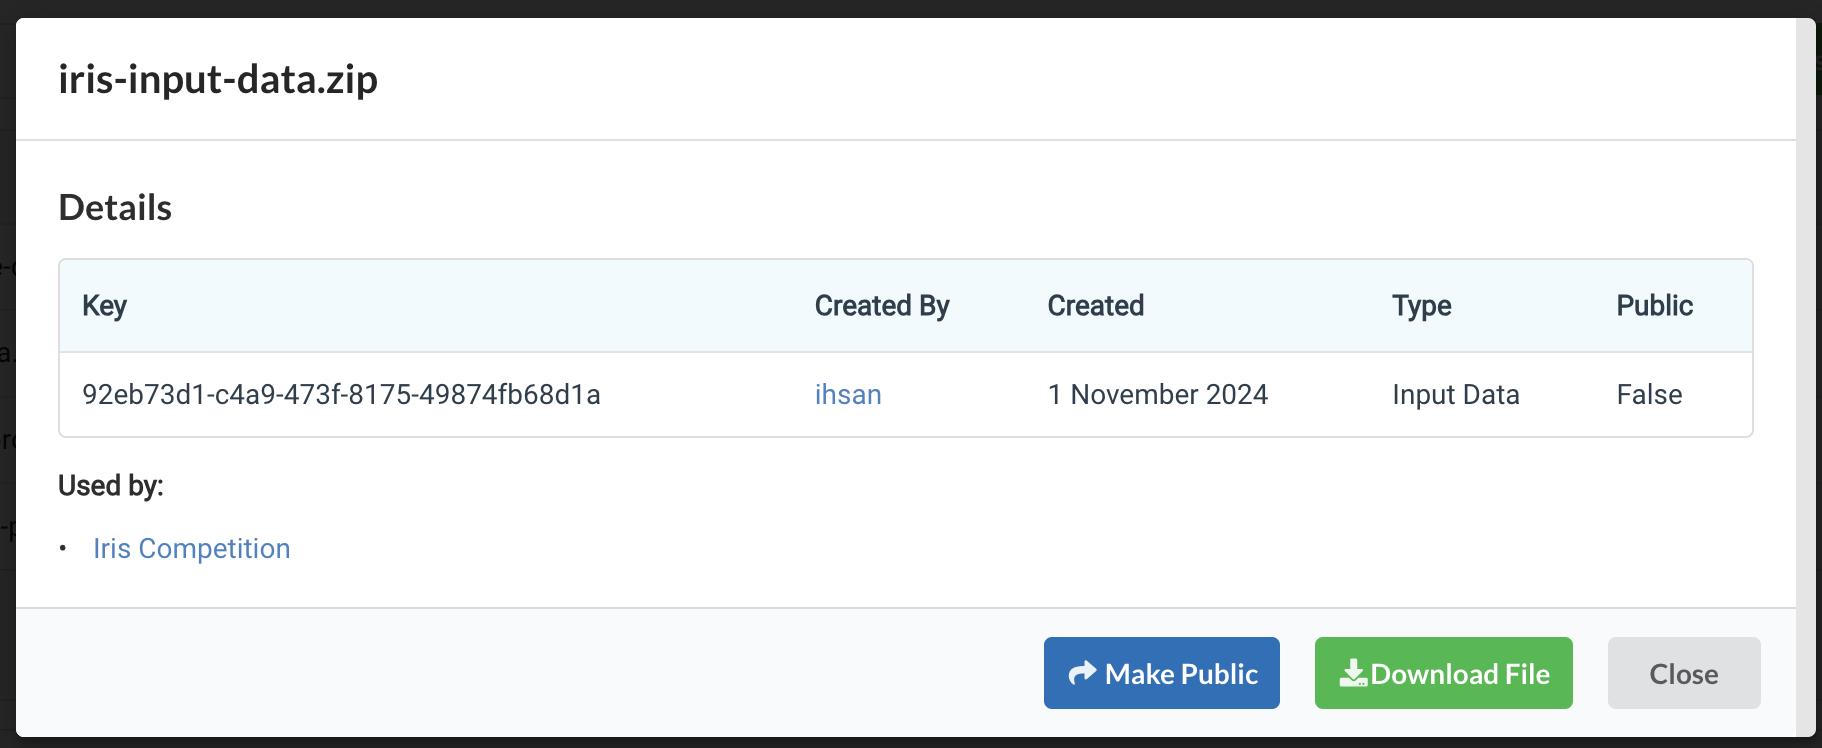 iris-input-data.zip
Details
Key Created By Created Type Public
92eb73d1-c4a9-473f-8175-49874fb68d1a ihsan 1 November 2024 Input Data False
Used by:
• Iris Competition
Make Public Download File Close